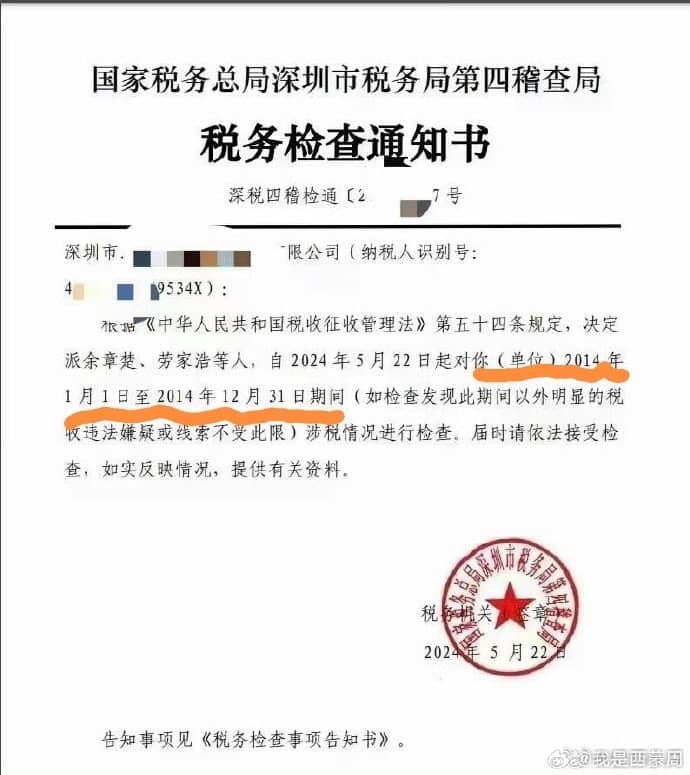 国家税务总局深圳市税务局第四稽查局
税务检查通知书
深税四稽检通〔2 7号
深圳市 限公司（纳税人识别号：
4 9534X）：
根据《中华人民共和国税收征收管理法》第五十四条规定，决定
派余章楚、劳家浩等人，自2024年5月22日起对你（单位）2014年
1月1日至2014年12月31日期间（如检查发现此期间以外明显的税
收违法嫌疑或线索不受此限）涉税情况进行检查。届时请依法接受检
查，如实反映情况，提供有关资料。
国家税务总局深圳市税务局第四稽查局
税务机关（签章）
2024年5月22日
告知事项见《税务检查事项告知书》。
@我是西蒙周